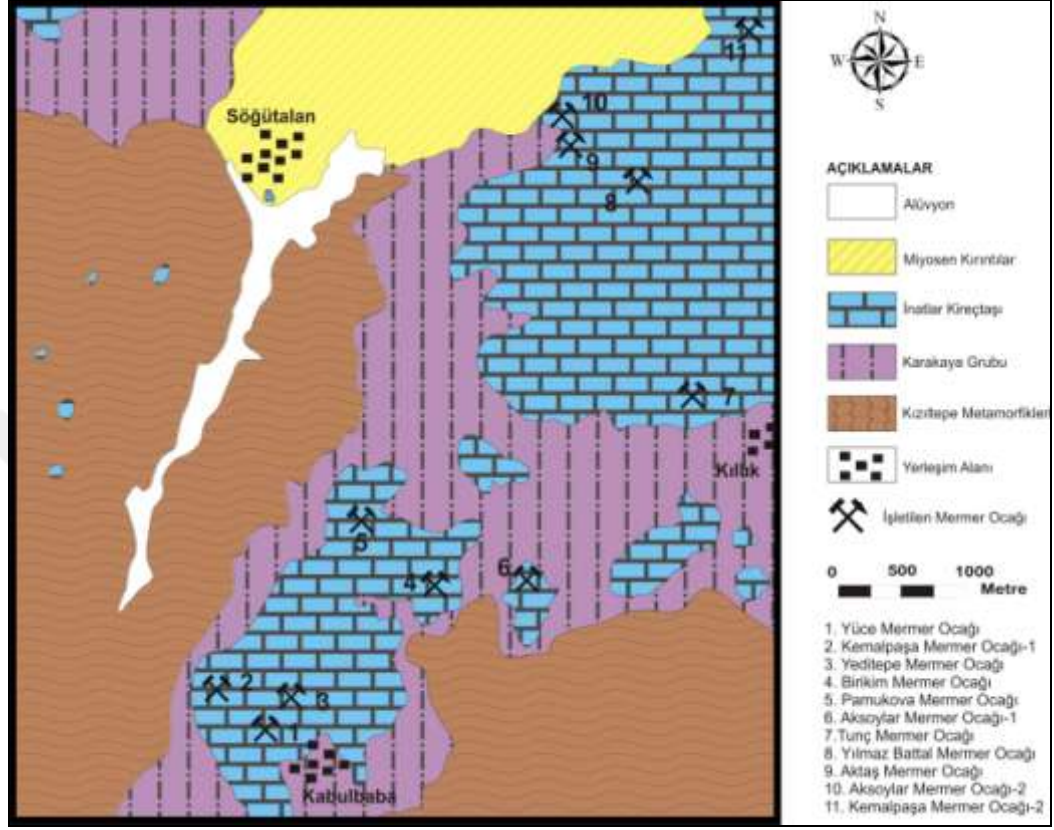 11
10
Söğütalan
9
8
7
Kılak
5
4
6
2
3
1
Kabulbaba
N
W
E
S
AÇIKLAMALAR
Alüvyon
Miyosen Kırıntılar
İnatlar Kireçtaşı
Karakaya Grubu
Kızıltepe Metamorfikleri
Yerleşim Alanı
İşletilen Mermer Ocağı
0 500 1000
Metre
1. Yüce Mermer Ocağı
2. Kemalpaşa Mermer Ocağı-1
3. Yeditepe Mermer Ocağı
4. Birikim Mermer Ocağı
5. Pamukova Mermer Ocağı
6. Aksoylar Mermer Ocağı-1
7.Tunç Mermer Ocağı
8. Yılmaz Battal Mermer Ocağı
9. Aktaş Mermer Ocağı
10. Aksoylar Mermer Ocağı-2
11. Kemalpaşa Mermer Ocağı-2